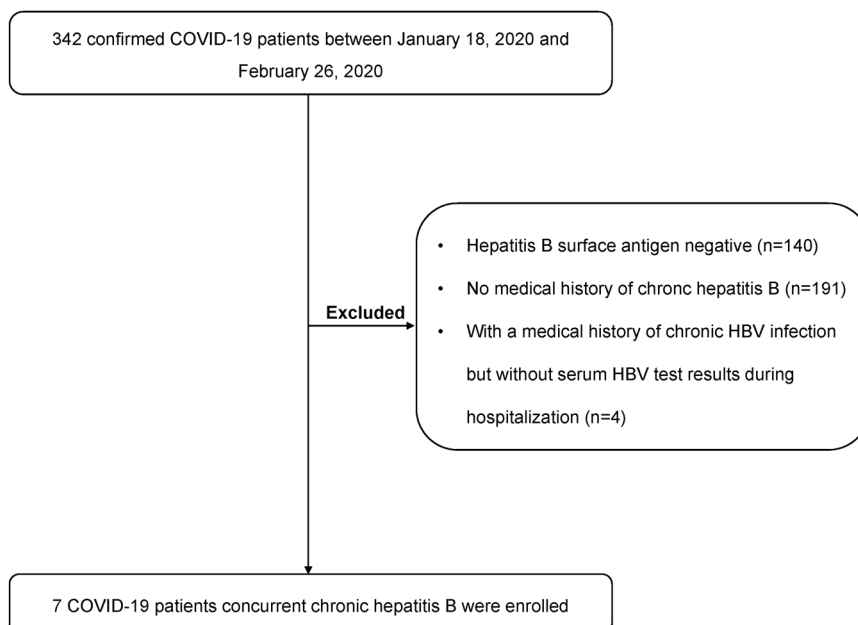 342 confirmed COVID-19 patients between January 18, 2020 and
February 26, 2020
• Hepatitis B surface antigen negative (n=140)
• No medical history of chronc hepatitis B (n=191)
Excluded
• With a medical history of chronic HBV infection
but without serum HBV test results during
hospitalization (n=4)
7 COVID-19 patients concurrent chronic hepatitis B were enrolled